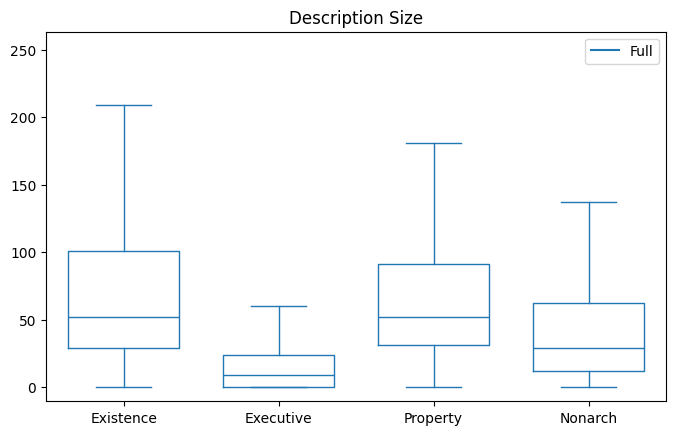 Description Size
Full
250
200
150
100
50
0
Existence
Executive
Property
Nonarch